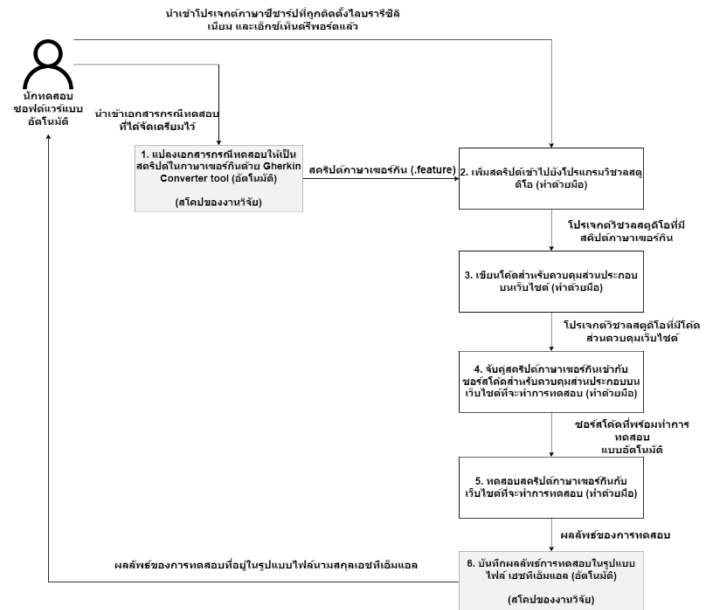 นำเข้าโปรเจกต์ภาษาซีชาร์ปที่ถูกติดตั้งไลบรารีซีลิ
เนียม และเอ็กซ์เท็นต์รีพอร์ตแล้ว
นักทดสอบ
ซอฟต์แวร์แบบ
อัตโนมัติ
นำเข้าเอกสารกรณีทดสอบ
ที่ได้จัดเตรียมไว้
1. แปลงเอกสารกรณีทดสอบให้เป็น
สคริปต์ในภาษาเฆอร์กินด้วย Gherkin
Converter tool (อัตโนมัติ)
(สโคปของงานวิจัย)
สคริปต์ภาษาเฆอร์กิน (.feature)
2. เพิ่มสคริปต์เข้าไปยังโปรแกรมวิชวลสตู
ดิโอ (ทำด้วยมือ)
โปรเจกต์วิชวลสตูดิโอที่มี
สคิปต์ภาษาเฆอร์กิน
3. เขียนโค้ดสำหรับควบคุมส่วนประกอบ
บนเว็บไซต์ (ทำด้วยมือ)
โปรเจกต์วิชวลสตูดิโอที่มีโค้ด
ส่วนควบคุมเว็บไซต์
4. จับคู่สคริปต์ภาษาเฆอร์กินเข้ากับ
ซอร์สโค้ดสำหรับควบคุมส่วนประกอบบน
เว็บไซต์ที่จะทำการทดสอบ (ทำด้วยมือ)
ซอร์สโค้ดที่พร้อมทำการ
ทดสอบ
แบบอัตโนมัติ
5. ทดสอบสคริปต์ภาษาเฆอร์กินกับ
เว็บไซต์ที่จะทำการทดสอบ (ทำด้วยมือ)
ผลลัพธ์ของการทดสอบ
ผลลัพธ์ของการทดสอบที่อยู่ในรูปแบบไฟล์นามสกุลเอชทีเอ็มแอล
6. บันทึกผลลัพธ์การทดสอบในรูปแบบ
ไฟล์ เฮชทีเอ็มแอล (อัตโนมัติ)
(สโคปของงานวิจัย)